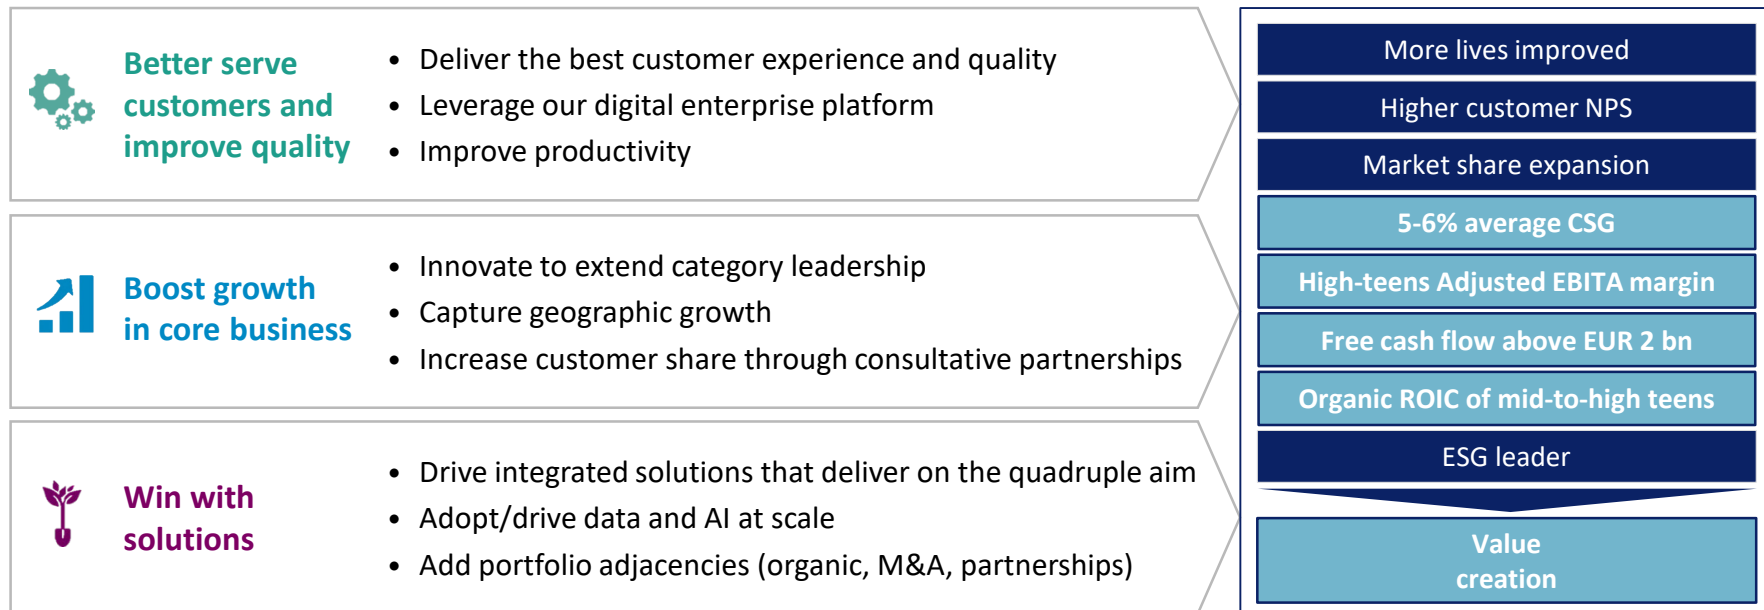 Better serve
customers and
improve quality
• Deliver the best customer experience and quality
• Leverage our digital enterprise platform
• Improve productivity
Boost growth
in core business
• Innovate to extend category leadership
• Capture geographic growth
• Increase customer share through consultative partnerships
Win with
solutions
• Drive integrated solutions that deliver on the quadruple aim
• Adopt/drive data and AI at scale
• Add portfolio adjacencies (organic, M&A, partnerships)
More lives improved
Higher customer NPS
Market share expansion
5-6% average CSG
High-teens Adjusted EBITA margin
Free cash flow above EUR 2 bn
Organic ROIC of mid-to-high teens
ESG leader
Value
creation